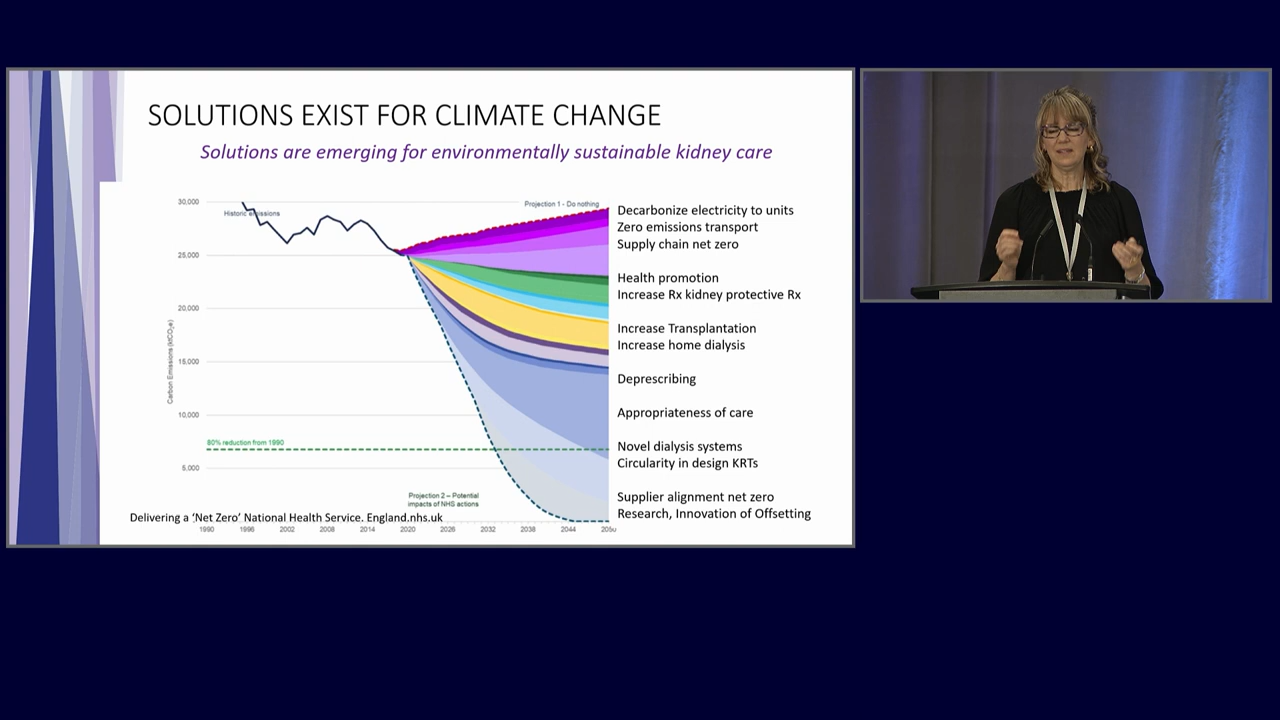 SOLUTIONS EXIST FOR CLIMATE CHANGE
Solutions are emerging for environmentally sustainable kidney care
30,000
25,000
20,000
15,000
10,000
5,000
Carbon Emissions (ktCO₂e)
Historic emissions
Projection 1 - Do nothing
80% reduction from 1990
Projection 2 – Potential
impacts of NHS actions
1990 1996 2002 2008 2014 2020 2026 2032 2038 2044
Delivering a ‘Net Zero’ National Health Service. England.nhs.uk
Decarbonize electricity to units
Zero emissions transport
Supply chain net zero
Health promotion
Increase Rx kidney protective Rx
Increase Transplantation
Increase home dialysis
Deprescribing
Appropriateness of care
Novel dialysis systems
Circularity in design KRTs
Supplier alignment net zero
Research, Innovation of Offsetting